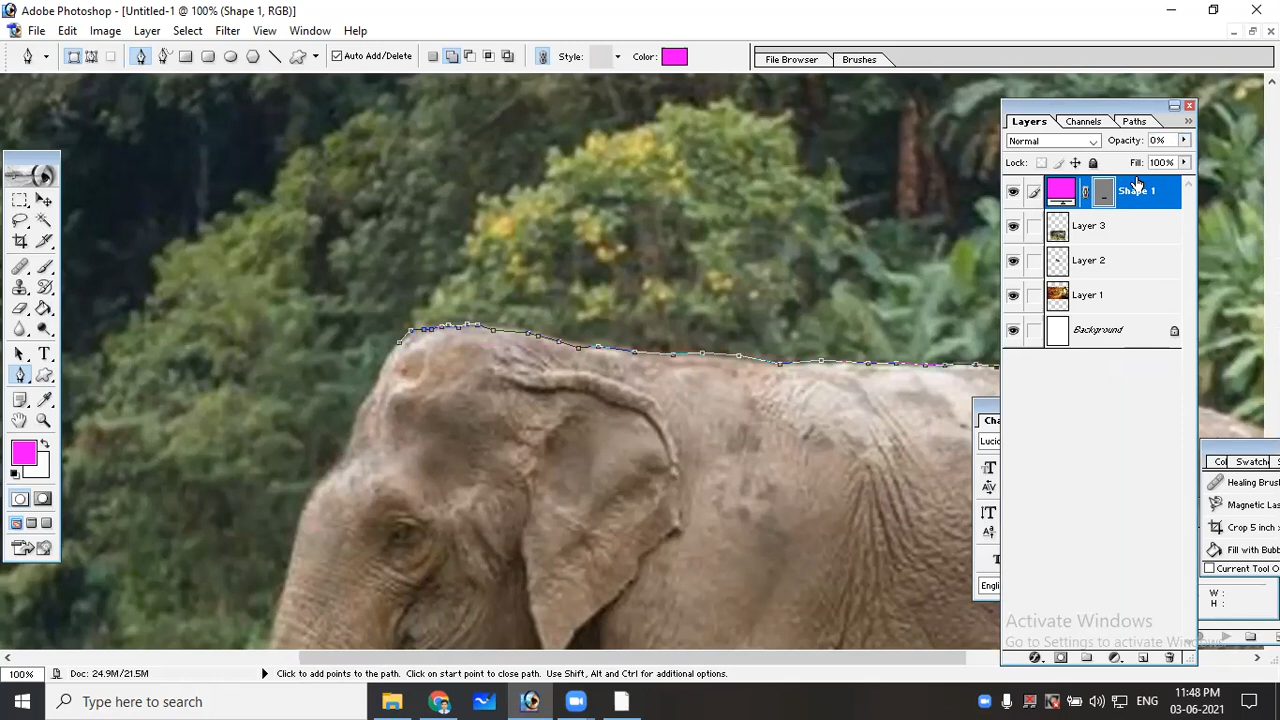 Adobe Photoshop - [Untitled-1 @ 100% (Shape 1, RGB)]
File Edit Image Layer Select Filter View Window Help
Auto Add/Delete Style: Color: File Browser Brushes
Layers Channels Paths
Normal Opacity: 0%
Lock: Fill: 100%
Shape 1
Layer 3
Layer 2
Layer 1
Background
Swatche
Healing Brus
Magnetic Las
Crop 5 inch
Fill with Bubb
Current Tool O
W :
H :
Activate Windows
Go to Settings to activate Windows.
100% Doc: 24.9M/21.5M Click to add points to the path. Click on start point to close path. Use Shift, Alt and Ctrl for additional options.
Type here to search
ENG
11:48 PM
03-06-2021